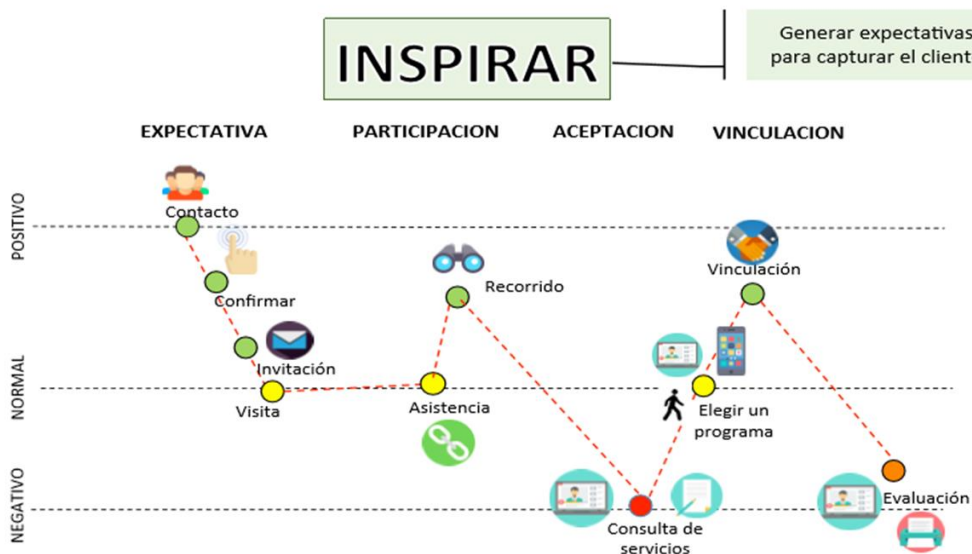 INSPIRAR
Generar expectativas
para capturar el client
EXPECTATIVA
PARTICIPACION
ACEPTACION
VINCULACION
POSITIVO
Contacto
Confirmar
Invitación
Recorrido
Vinculación
NORMAL
Visita
Asistencia
Elegir un
programa
NEGATIVO
Consulta de
servicios
Evaluación